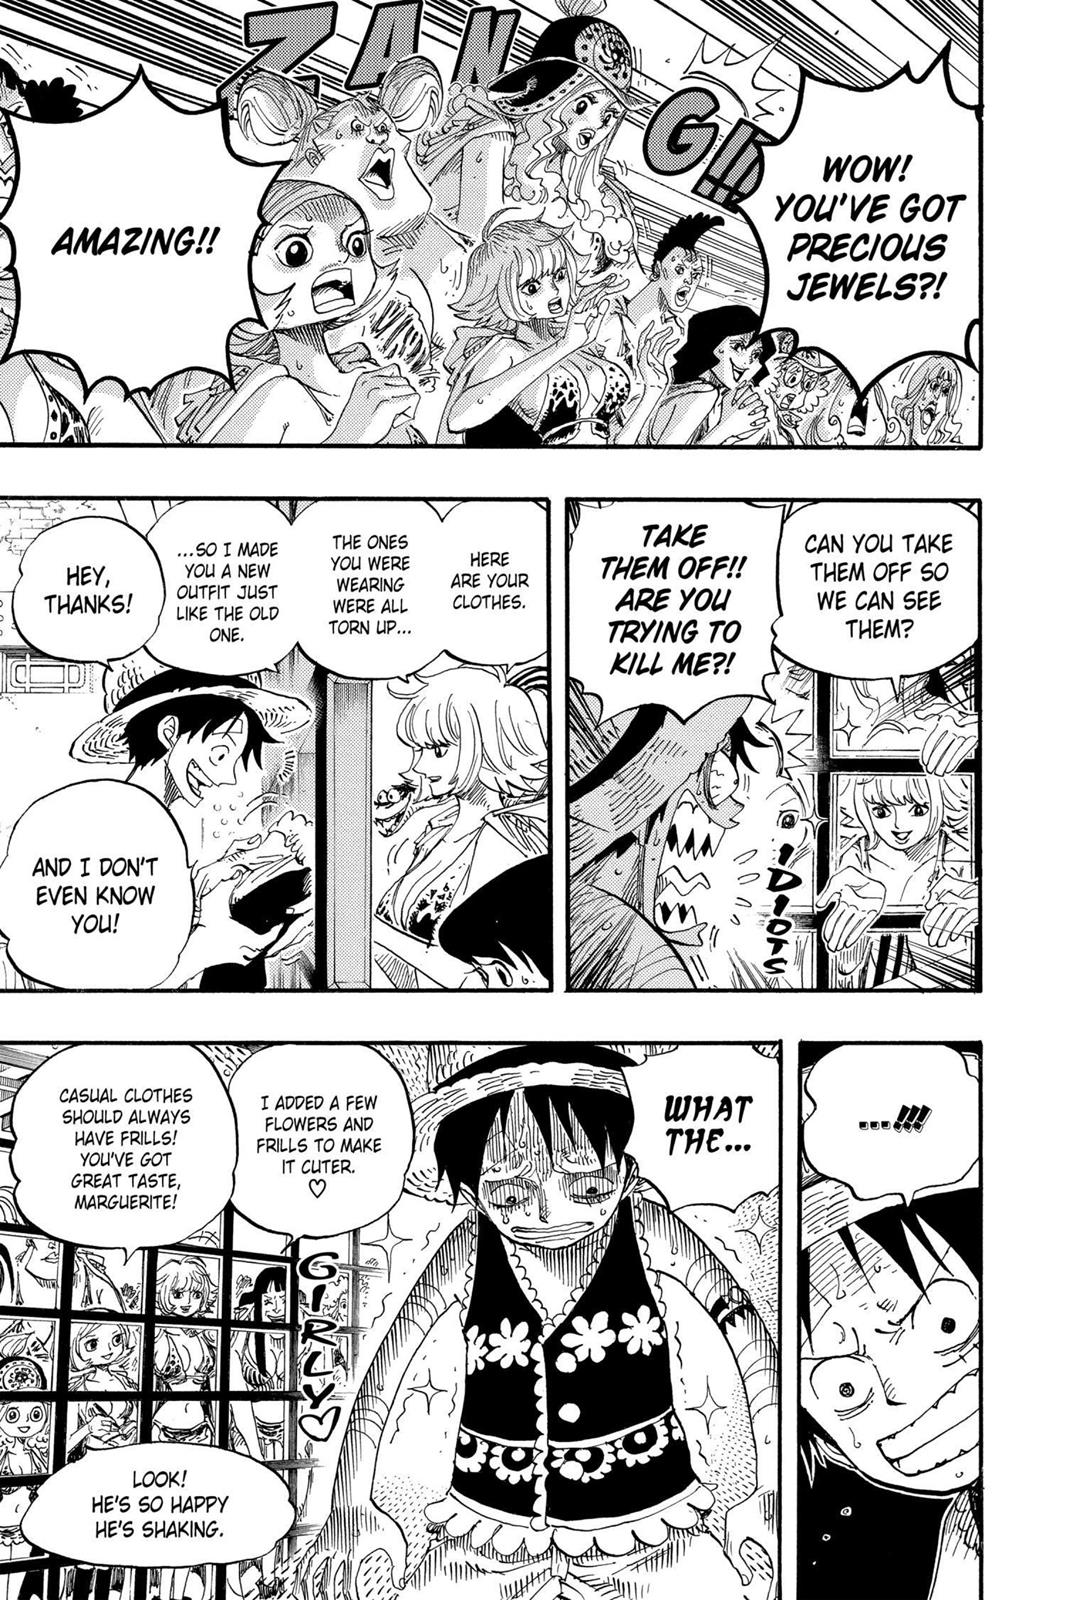 ZANG!!!
WOW!
YOU'VE GOT
PRECIOUS
JEWELS?!
AMAZING!!
CAN YOU TAKE
THEM OFF SO
WE CAN SEE
THEM?
TAKE
THEM OFF!!
ARE YOU
TRYING TO
KILL ME?!
IDIOTS
HERE
ARE YOUR
CLOTHES.
THE ONES
YOU WERE
WEARING
WERE ALL
TORN UP...
...SO I MADE
YOU A NEW
OUTFIT JUST
LIKE THE OLD
ONE.
HEY,
THANKS!
AND I DON'T
EVEN KNOW
YOU!
...!!!
WHAT
THE...
I ADDED A FEW
FLOWERS AND
FRILLS TO MAKE
IT CUTER.
♡
CASUAL CLOTHES
SHOULD ALWAYS
HAVE FRILLS!
YOU'VE GOT
GREAT TASTE,
MARGUERITE!
GIRLY♡
LOOK!
HE'S SO HAPPY
HE'S SHAKING.